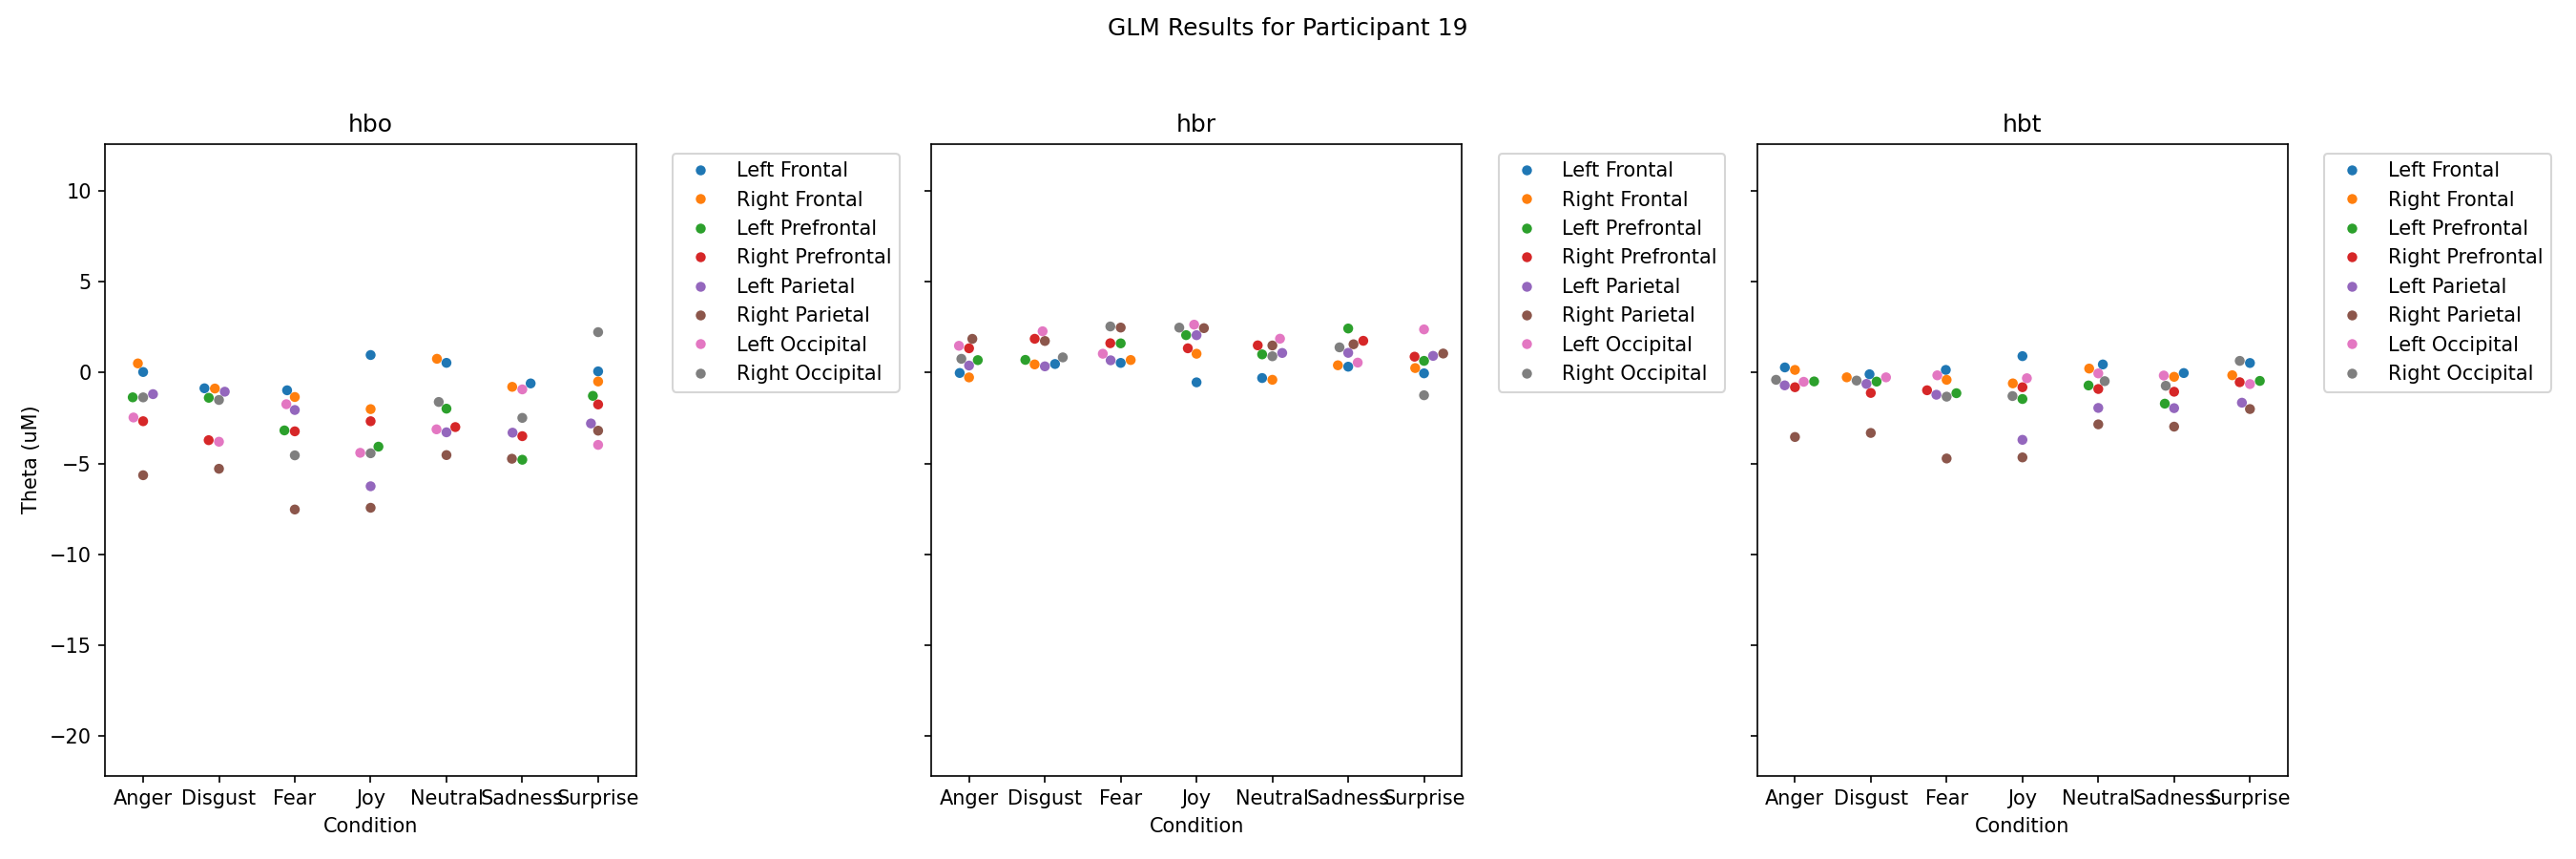 GLM Results for Participant 19
hbo
10
5
0
−5
−10
−15
−20
Theta (uM)
Anger Disgust Fear Joy Neutral Sadness Surprise
Condition
Left Frontal
Right Frontal
Left Prefrontal
Right Prefrontal
Left Parietal
Right Parietal
Left Occipital
Right Occipital
hbr
Anger Disgust Fear Joy Neutral Sadness Surprise
Condition
Left Frontal
Right Frontal
Left Prefrontal
Right Prefrontal
Left Parietal
Right Parietal
Left Occipital
Right Occipital
hbt
Anger Disgust Fear Joy Neutral Sadness Surprise
Condition
Left Frontal
Right Frontal
Left Prefrontal
Right Prefrontal
Left Parietal
Right Parietal
Left Occipital
Right Occipital